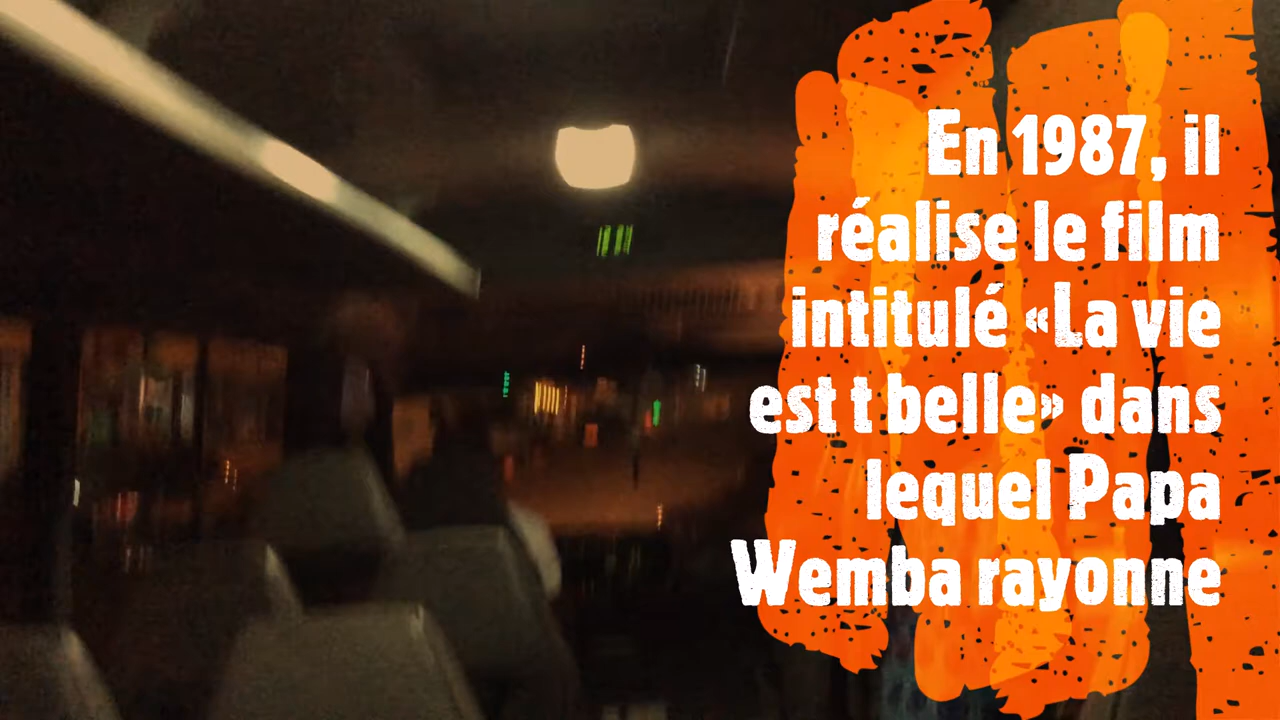 En 1987, il
réalise le film
intitulé «La vie
est t belle» dans
lequel Papa
Wemba rayonne